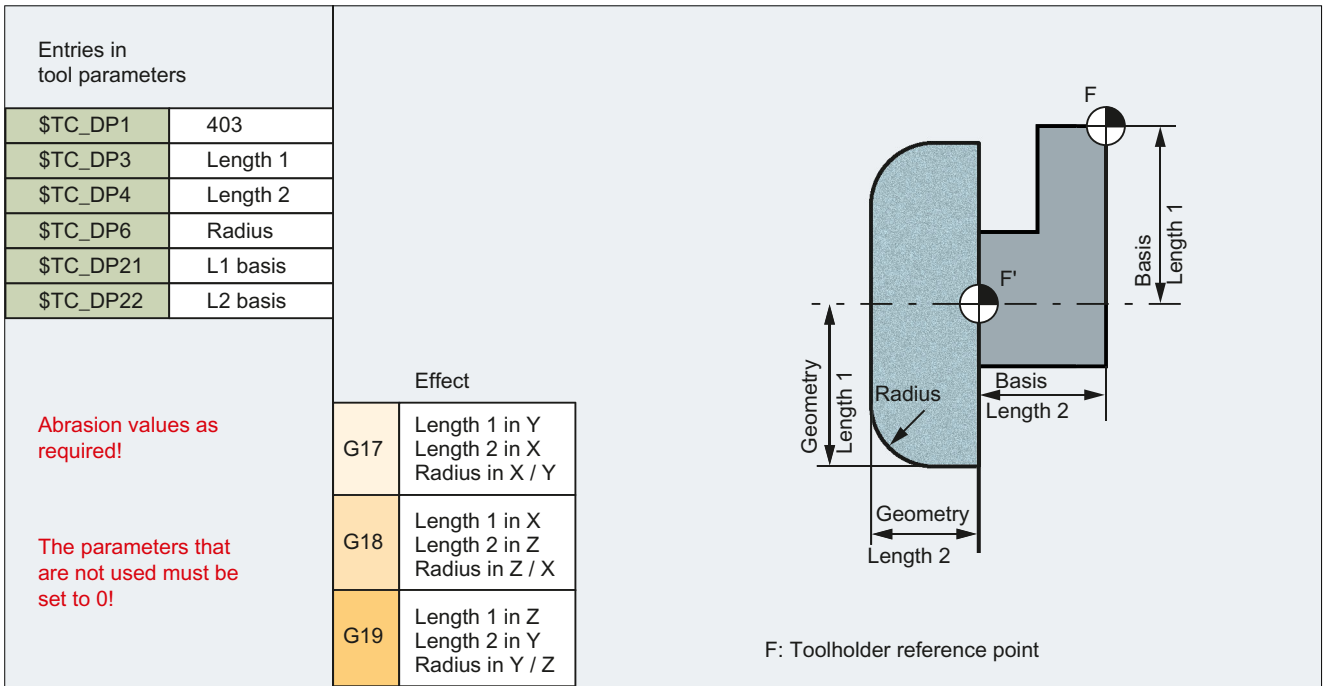 Entries in
tool parameters
$TC_DP1 403
$TC_DP3 Length 1
$TC_DP4 Length 2
$TC_DP6 Radius
$TC_DP21 L1 basis
$TC_DP22 L2 basis
Abrasion values as
required!
The parameters that
are not used must be
set to 0!
Effect
G17
Length 1 in Y
Length 2 in X
Radius in X / Y
G18
Length 1 in X
Length 2 in Z
Radius in Z / X
G19
Length 1 in Z
Length 2 in Y
Radius in Y / Z
F
Basis
Length 1
F'
Geometry
Length 1
Radius
Basis
Length 2
Geometry
Length 2
F: Toolholder reference point